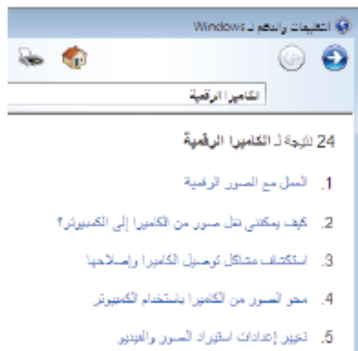 التعليمات والدعم لـ Windows
الكاميرا الرقمية
24 نتيجة لـ الكاميرا الرقمية
1. العمل مع الصور الرقمية
2. كيف يمكنني نقل صور من الكاميرا إلى الكمبيوتر؟
3. استكشاف مشاكل توصيل الكاميرا وإصلاحها
4. محو الصور من الكاميرا باستخدام الكمبيوتر
5. تغيير إعدادات استيراد الصور والفيديو